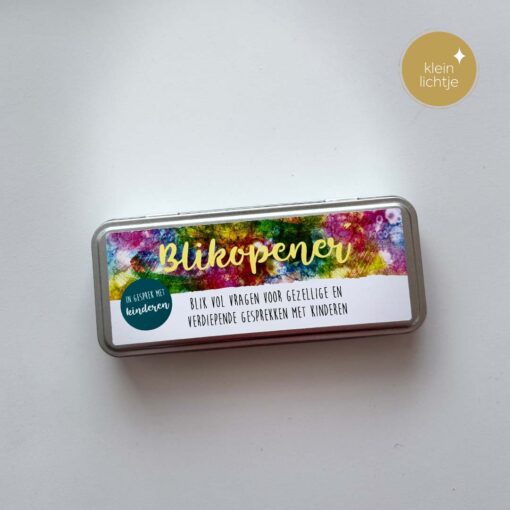 klein
lichtje
Blikopener
IN GESPREK MET
kinderen
BLIK VOL VRAGEN VOOR GEZELLIGE EN
VERDIEPENDE GESPREKKEN MET KINDEREN